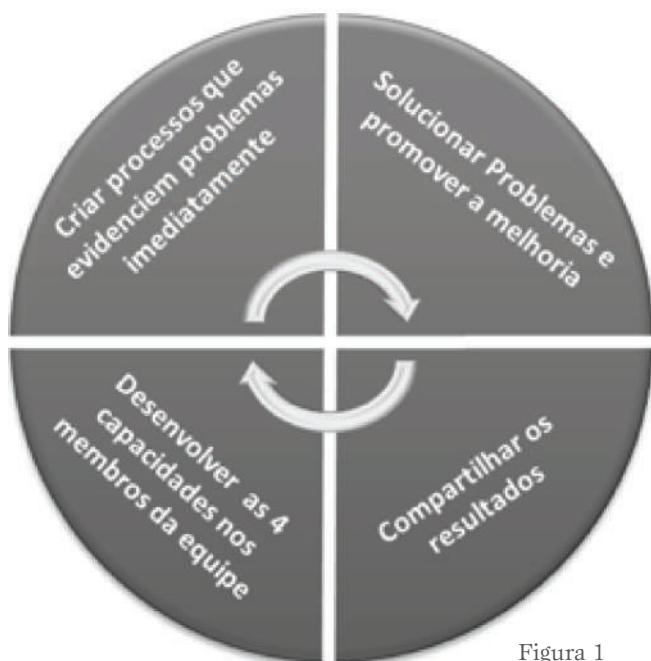 Criar processos que
evidenciem problemas
imediatamente
Solucionar Problemas e
promover a melhoria
Desenvolver as 4
capacidades nos
membros da equipe
Compartilhar os
resultados
Figura 1